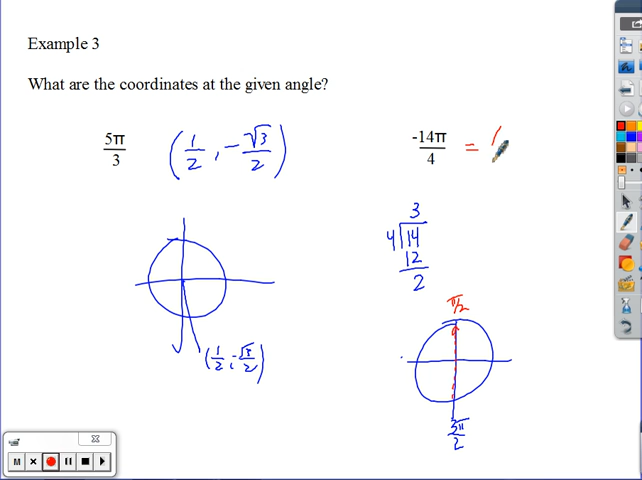 Example 3
What are the coordinates at the given angle?
5π/3 (1/2, -√3/2)
-14π/4 = (
3
4⟌14
12
2
π/2
(1/2, -√3/2)
3π/2
M